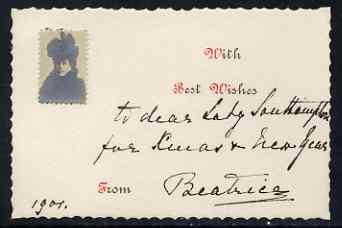 With
Best Wishes
to dear Lady Southampton
for Xmas & New Year
From Beatrice
1901.